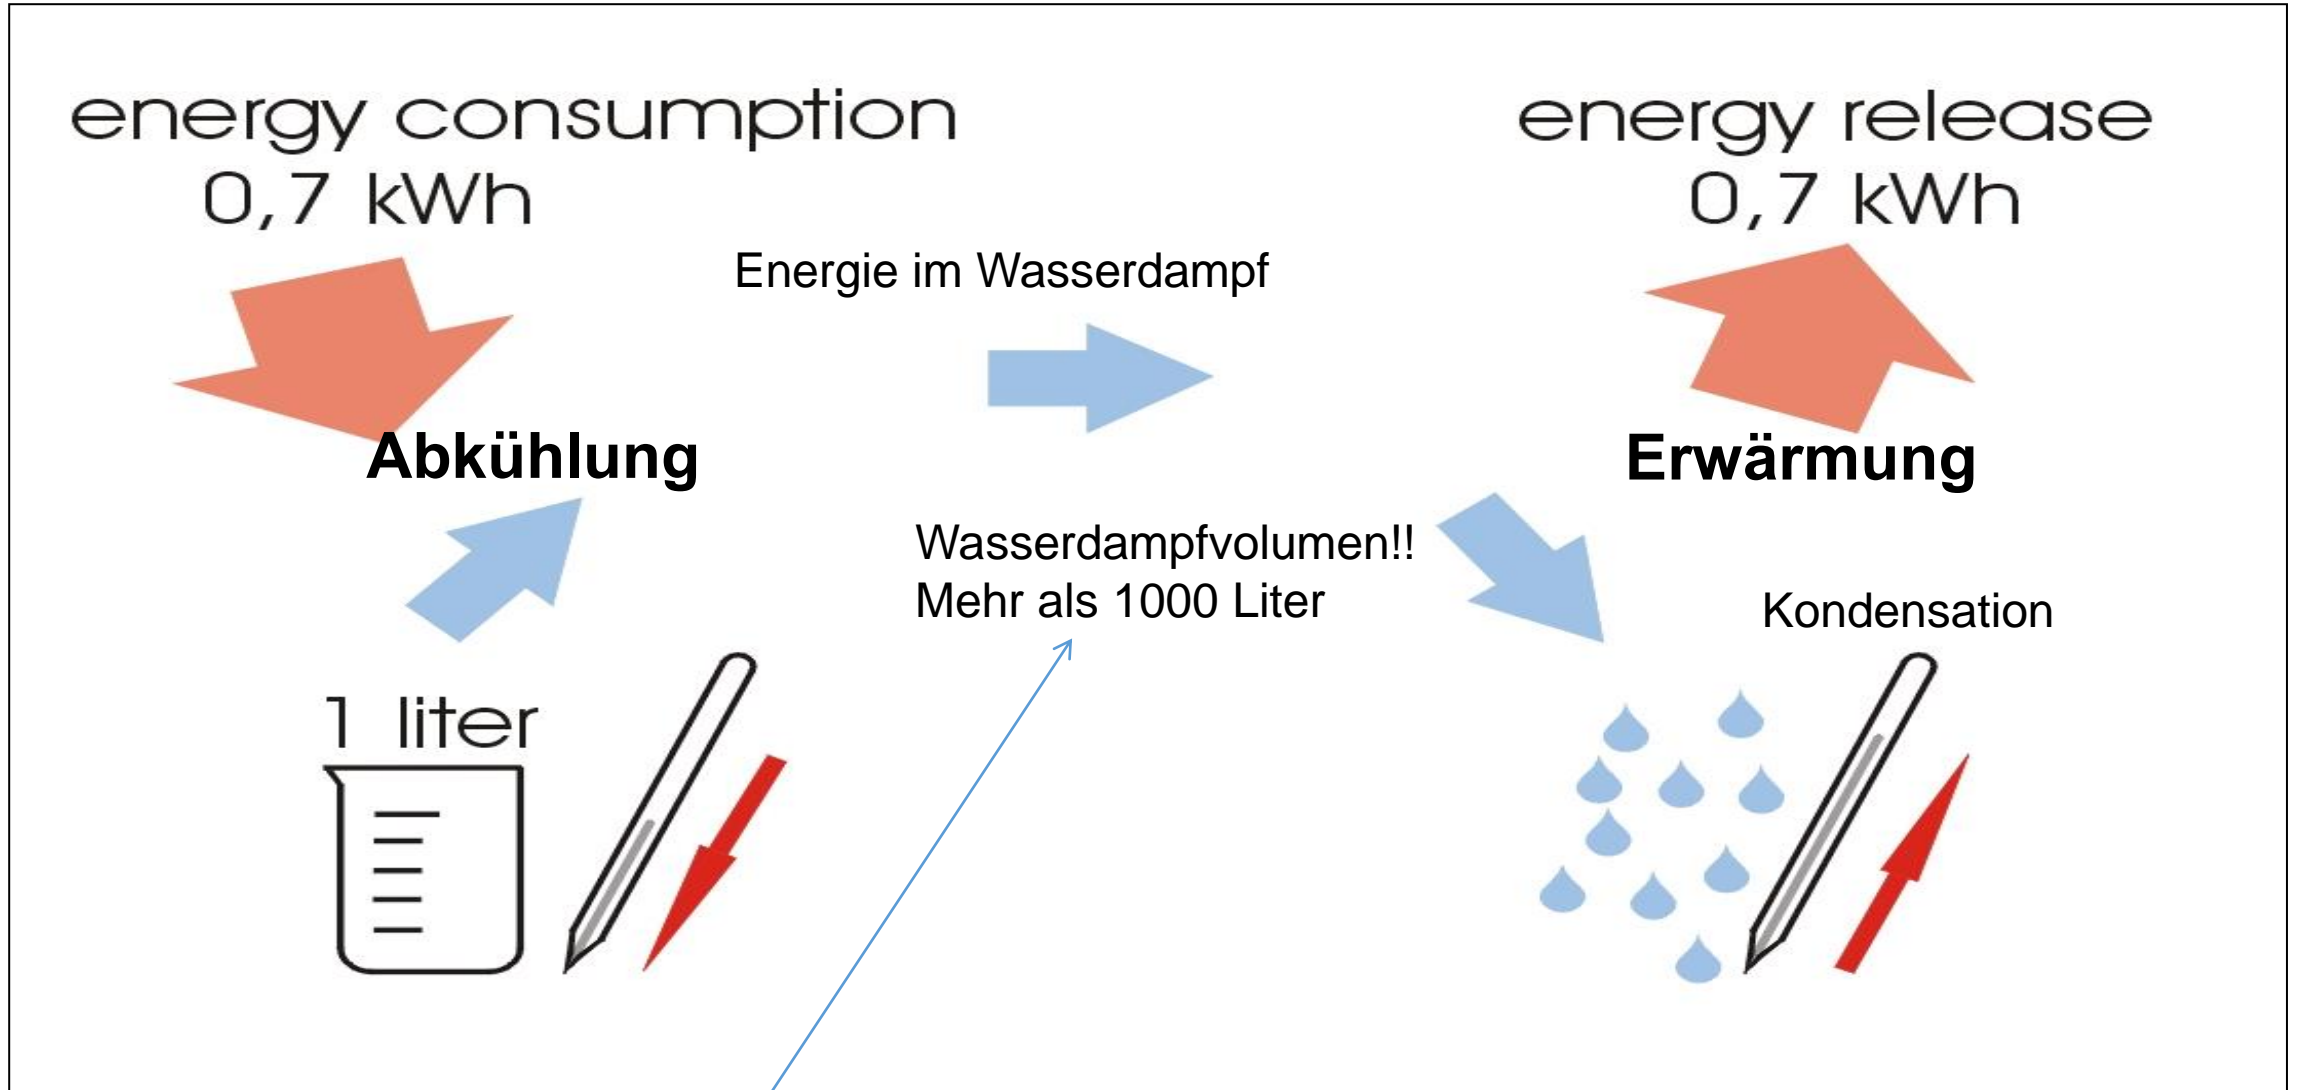 energy consumption
0,7 kWh
energy release
0,7 kWh
Energie im Wasserdampf
Abkühlung
Erwärmung
Wasserdampfvolumen!!
Mehr als 1000 Liter
Kondensation
1 liter